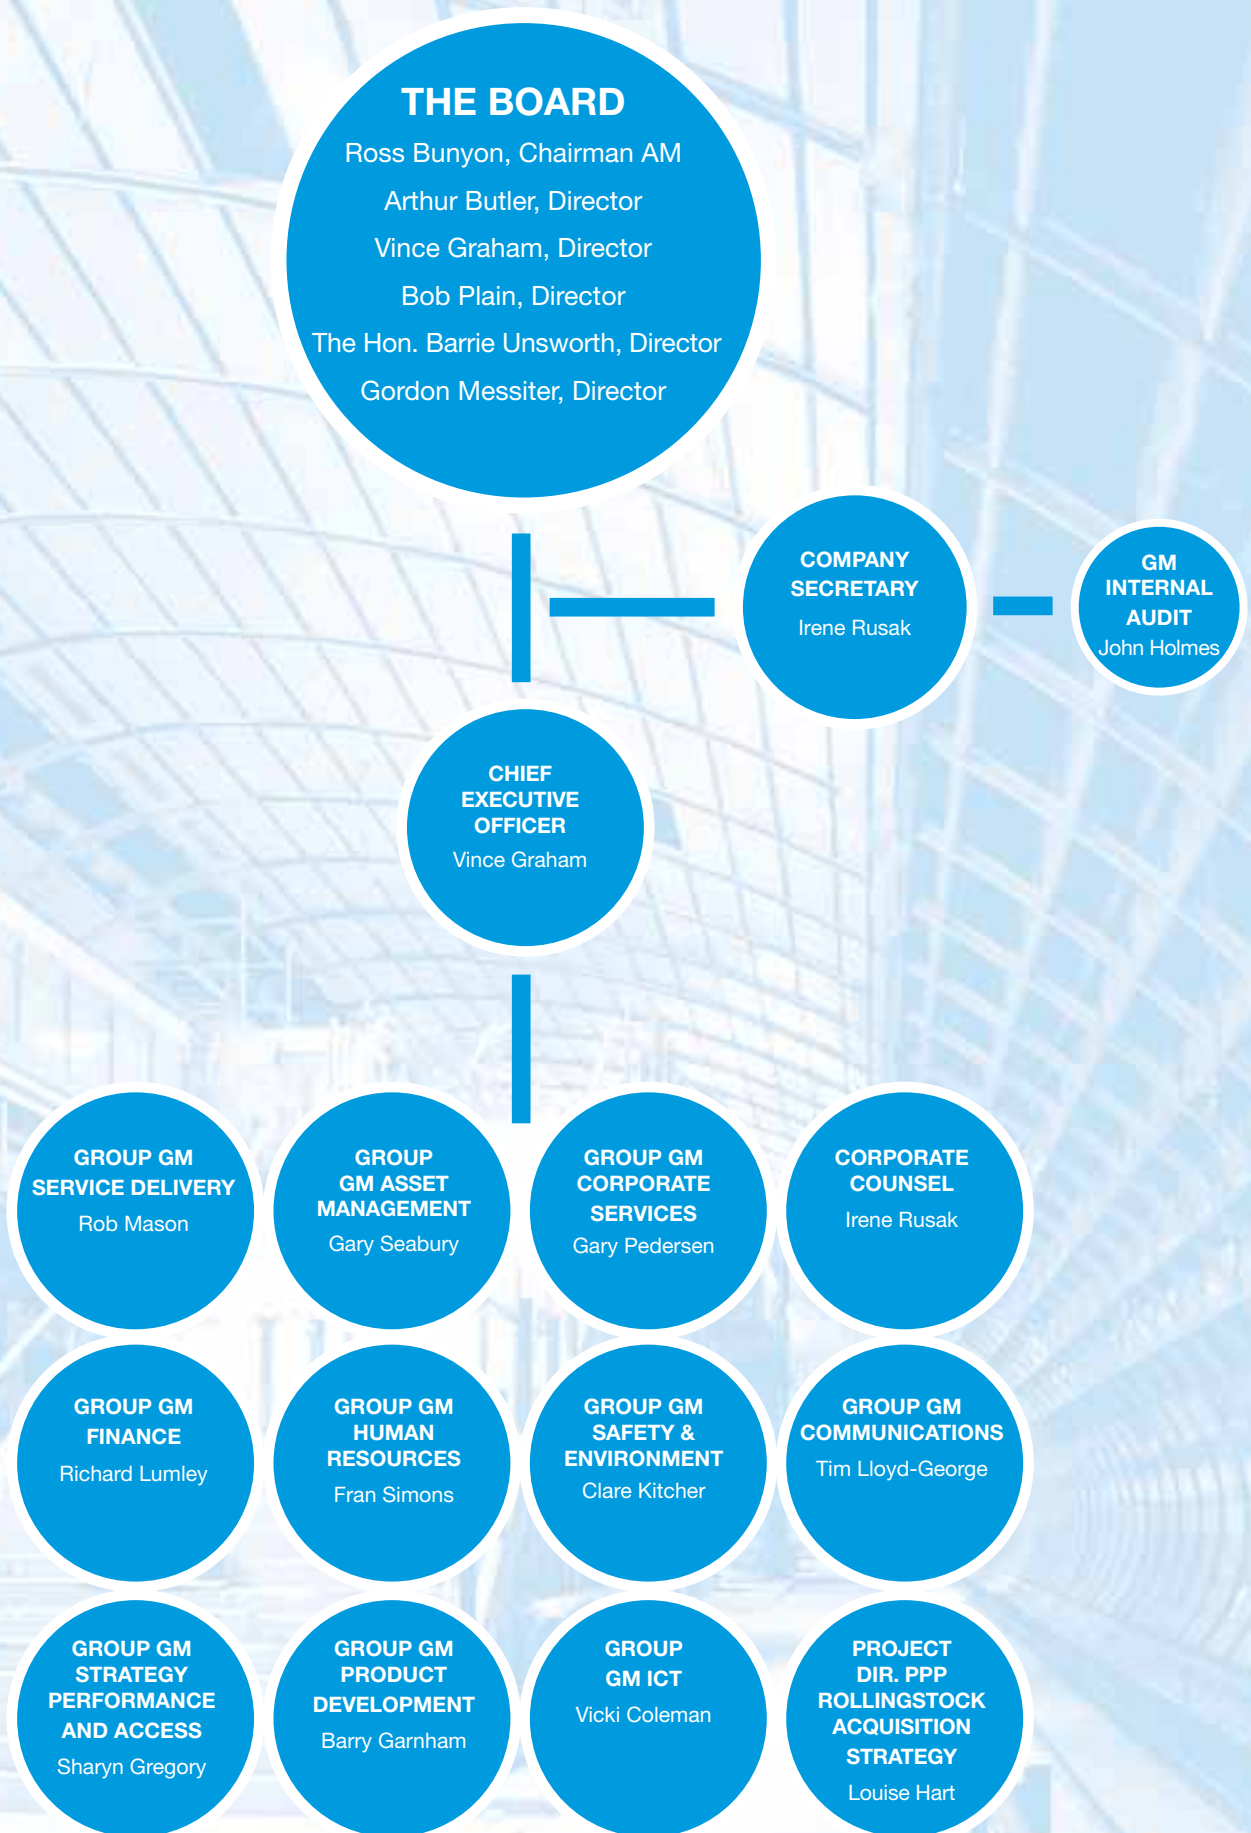 THE BOARD
Ross Bunyon, Chairman AM
Arthur Butler, Director
Vince Graham, Director
Bob Plain, Director
The Hon. Barrie Unsworth, Director
Gordon Messiter, Director
COMPANY
SECRETARY
Irene Rusak
GM
INTERNAL
AUDIT
John Holmes
CHIEF
EXECUTIVE
OFFICER
Vince Graham
GROUP GM
SERVICE DELIVERY
Rob Mason
GROUP
GM ASSET
MANAGEMENT
Gary Seabury
GROUP GM
CORPORATE
SERVICES
Gary Pedersen
CORPORATE
COUNSEL
Irene Rusak
GROUP GM
FINANCE
Richard Lumley
GROUP GM
HUMAN
RESOURCES
Fran Simons
GROUP GM
SAFETY &
ENVIRONMENT
Clare Kitcher
GROUP GM
COMMUNICATIONS
Tim Lloyd-George
GROUP GM
STRATEGY
PERFORMANCE
AND ACCESS
Sharyn Gregory
GROUP GM
PRODUCT
DEVELOPMENT
Barry Garnham
GROUP
GM ICT
Vicki Coleman
PROJECT
DIR. PPP
ROLLINGSTOCK
ACQUISITION
STRATEGY
Louise Hart